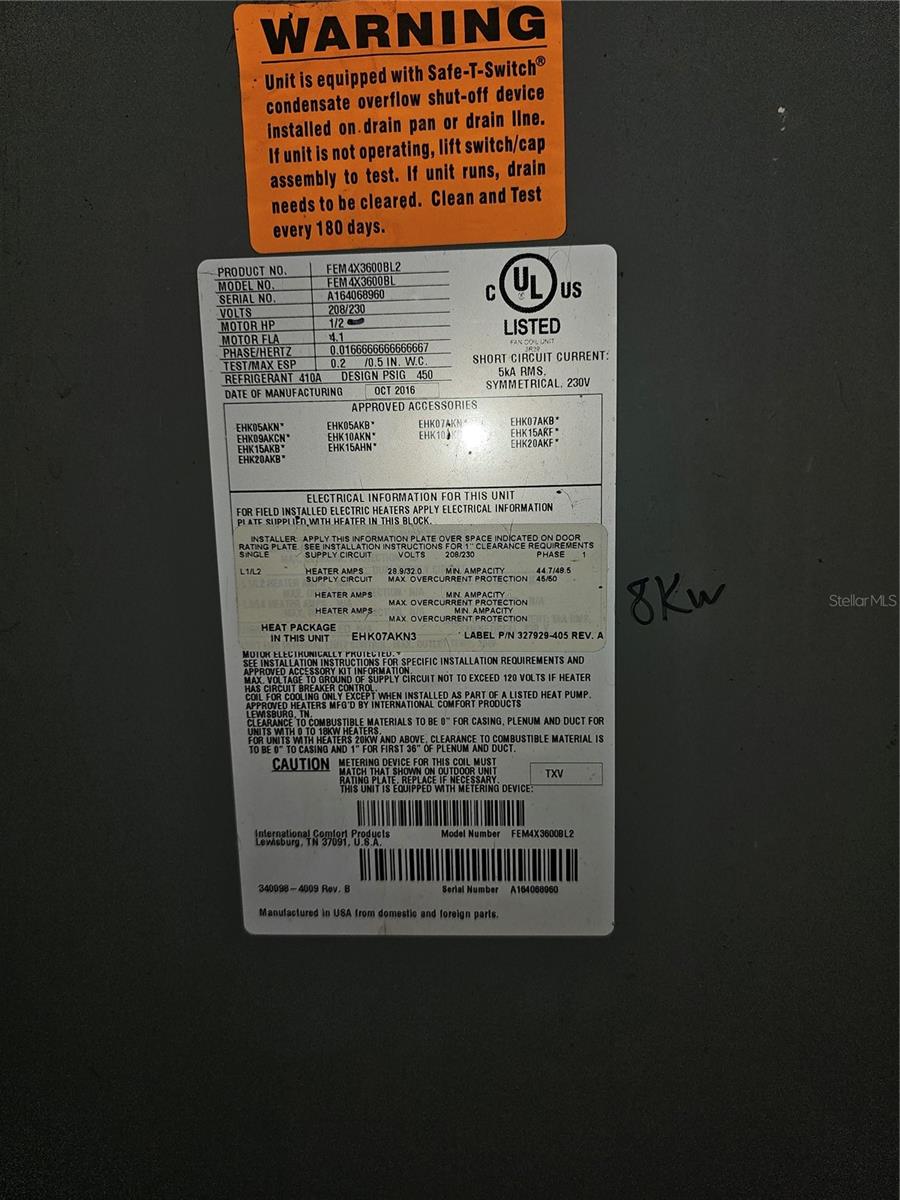 WARNING
Unit is equipped with Safe-T-Switch®
condensate overflow shut-off device
installed on drain pan or drain line.
If unit is not operating, lift switch/cap
assembly to test. If unit runs, drain
needs to be cleared. Clean and Test
every 180 days.
PRODUCT NO. FEM4X3600BL2
MODEL NO. FEM4X3600BL
SERIAL NO. A164068960
VOLTS 208/230
MOTOR HP 1/2
MOTOR FLA 4.1
PHASE/HERTZ 0.0166666666666667
TEST/MAX ESP 0.2 /0.5 IN. W.C.
REFRIGERANT 410A DESIGN PSIG 450
DATE OF MANUFACTURING OCT 2016
C UL US
LISTED
FAN COIL UNIT
SHORT CIRCUIT CURRENT:
5kA RMS,
SYMMETRICAL, 230V
APPROVED ACCESSORIES
EHK05AKN* EHK05AKB* EHK07AKN* EHK07AKB*
EHK09AKCN* EHK10AKN* EHK15AKF*
EHK15AKB* EHK15AHN* EHK20AKF*
EHK20AKB*
ELECTRICAL INFORMATION FOR THIS UNIT
FOR FIELD INSTALLED ELECTRIC HEATERS APPLY ELECTRICAL INFORMATION
PLATE SUPPLIED WITH HEATER IN THIS BLOCK.
INSTALLER: APPLY THIS INFORMATION PLATE OVER SPACE INDICATED ON DOOR
RATING PLATE SEE INSTALLATION INSTRUCTIONS FOR 1" CLEARANCE REQUIREMENTS
SINGLE SUPPLY CIRCUIT VOLTS 208/230 PHASE 1
L1/L2 HEATER AMPS 28.9/32.0 MIN. AMPACITY 44.7/48.5
SUPPLY CIRCUIT MAX. OVERCURRENT PROTECTION 45/50
HEATER AMPS MIN. AMPACITY
MAX. OVERCURRENT PROTECTION
HEATER AMPS MIN. AMPACITY
MAX. OVERCURRENT PROTECTION
HEAT PACKAGE
IN THIS UNIT EHK07AKN3 LABEL P/N 327929-405 REV. A
8Kw
MOTOR ELECTRONICALLY PROTECTED.
SEE INSTALLATION INSTRUCTIONS FOR SPECIFIC INSTALLATION REQUIREMENTS AND
APPROVED ACCESSORY KIT INFORMATION.
MAX. VOLTAGE TO GROUND OF SUPPLY CIRCUIT NOT TO EXCEED 120 VOLTS IF HEATER
HAS CIRCUIT BREAKER CONTROL.
COIL FOR COOLING ONLY EXCEPT WHEN INSTALLED AS PART OF A LISTED HEAT PUMP.
APPROVED HEATERS MFG'D BY INTERNATIONAL COMFORT PRODUCTS
LEWISBURG, TN.
CLEARANCE TO COMBUSTIBLE MATERIALS TO BE 0" FOR CASING, PLENUM AND DUCT FOR
UNITS WITH 0 TO 18KW HEATERS.
FOR UNITS WITH HEATERS 20KW AND ABOVE, CLEARANCE TO COMBUSTIBLE MATERIAL IS
TO BE 0" TO CASING AND 1" FOR FIRST 36" OF PLENUM AND DUCT.
CAUTION METERING DEVICE FOR THIS COIL MUST
MATCH THAT SHOWN ON OUTDOOR UNIT
RATING PLATE. REPLACE IF NECESSARY.
THIS UNIT IS EQUIPPED WITH METERING DEVICE:
TXV
International Comfort Products Model Number FEM4X3600BL2
Lewisburg, TN 37091, U.S.A.
340098-4009 Rev. B Serial Number A164068960
Manufactured in USA from domestic and foreign parts.
StellarMLS